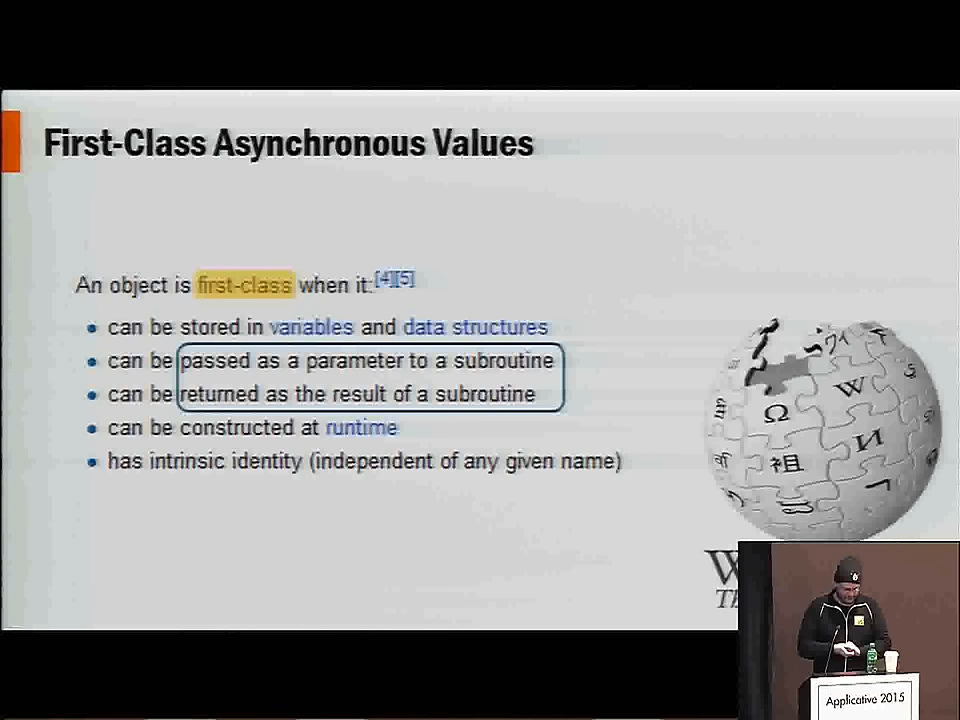 First-Class Asynchronous Values
An object is first-class when it:[4][5]
can be stored in variables and data structures
can be passed as a parameter to a subroutine
can be returned as the result of a subroutine
can be constructed at runtime
has intrinsic identity (independent of any given name)
Ω W
祖 И
Applicative 2015